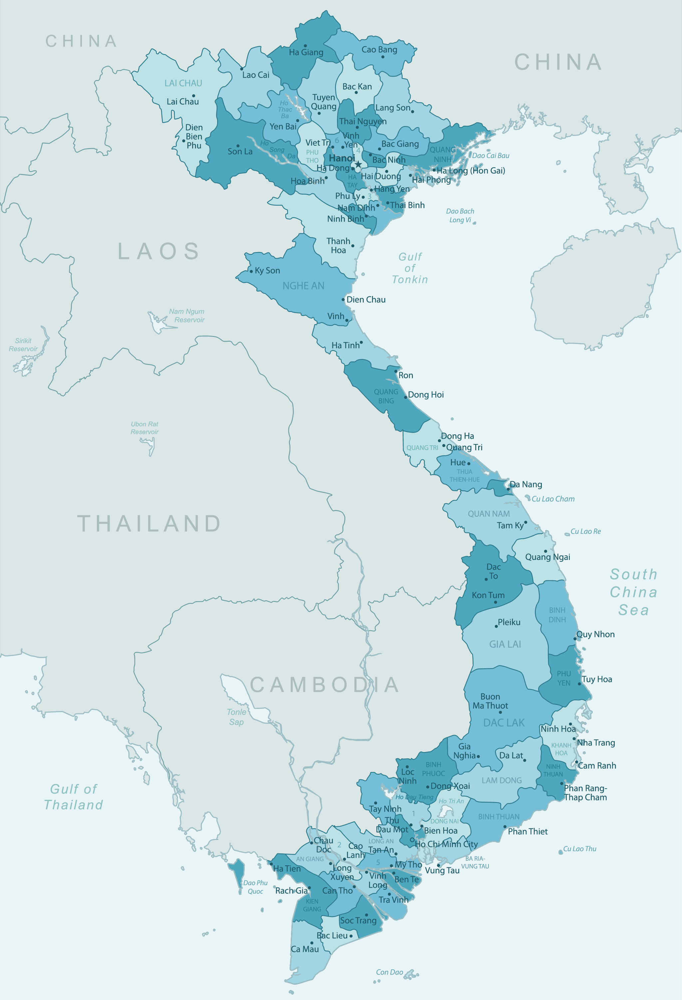 CHINA
CHINA
Ha Giang
Cao Bang
Lao Cai
LAI CHAU
Lai Chau
Bac Kan
Tuyen
Quang
Lang Son
Ho
Thac
Ba
Yen Bai
Thai Nguyen
Dien
Bien
Phu
Vinh
Yen
6
Viet Tri
Bac Giang
Son La
Ho
Song
Da
PHU
THO
4
QUANG
NINH
Dao Cai Bau
Hanoi
Bac Ninh
Ha Dong
Ha Long (Hon Gai)
Hai Duong
Hai Phong
HA
TAY
Hoa Binh
Hang Yen
Phu Ly
3
Thai Binh
Nam Dinh
Ninh Binh
Dao Bach
Long Vi
Thanh
Hoa
LAOS
Gulf
of
Tonkin
Ky Son
NGHE AN
Dien Chau
Vinh
Nam Ngum
Reservoir
Sirikit
Reservoir
Ha Tinh
Ron
QUANG
BING
Dong Hoi
Ubon Rat
Reservoir
Dong Ha
QUANG TRI
Quang Tri
Hue
THUA
THIEN-HUE
Da Nang
Cu Lao Cham
THAILAND
QUAN NAM
Tam Ky
Cu Lao Re
Quang Ngai
Dac
To
South
China
Sea
Kon Tum
BINH
DINH
Pleiku
Quy Nhon
GIA LAI
PHU
YEN
Tuy Hoa
CAMBODIA
Tonle
Sap
Buon
Ma Thuot
DAC LAK
Ninh Hoa
Nha Trang
KHANH
HOA
Gia
Nghia
Da Lat
Cam Ranh
BINH
PHUOC
NINH
THUAN
Loc
Ninh
LAM DONG
Dong Xoai
Phan Rang-
Thap Cham
Gulf of
Thailand
Ho Dau Tieng
Ho Tri An
Tay Ninh
1
BINH THUAN
Thu
Dau Mot
DONG NAI
Bien Hoa
Phan Thiet
Chau
Doc
2
LONG AN
Ho Chi Minh City
Cu Lao Thu
Cao
Lanh
Tan An
AN GIANG
BA RIA-
VUNG TAU
5
My Tho
Vung Tau
Ha Tien
Long
Xuyen
Vinh
Long
Ben Te
Dao Phu
Quoc
Rach Gia
Can Tho
Tra Vinh
KIEN
GIANG
Soc Trang
Bac Lieu
Ca Mau
Con Dao